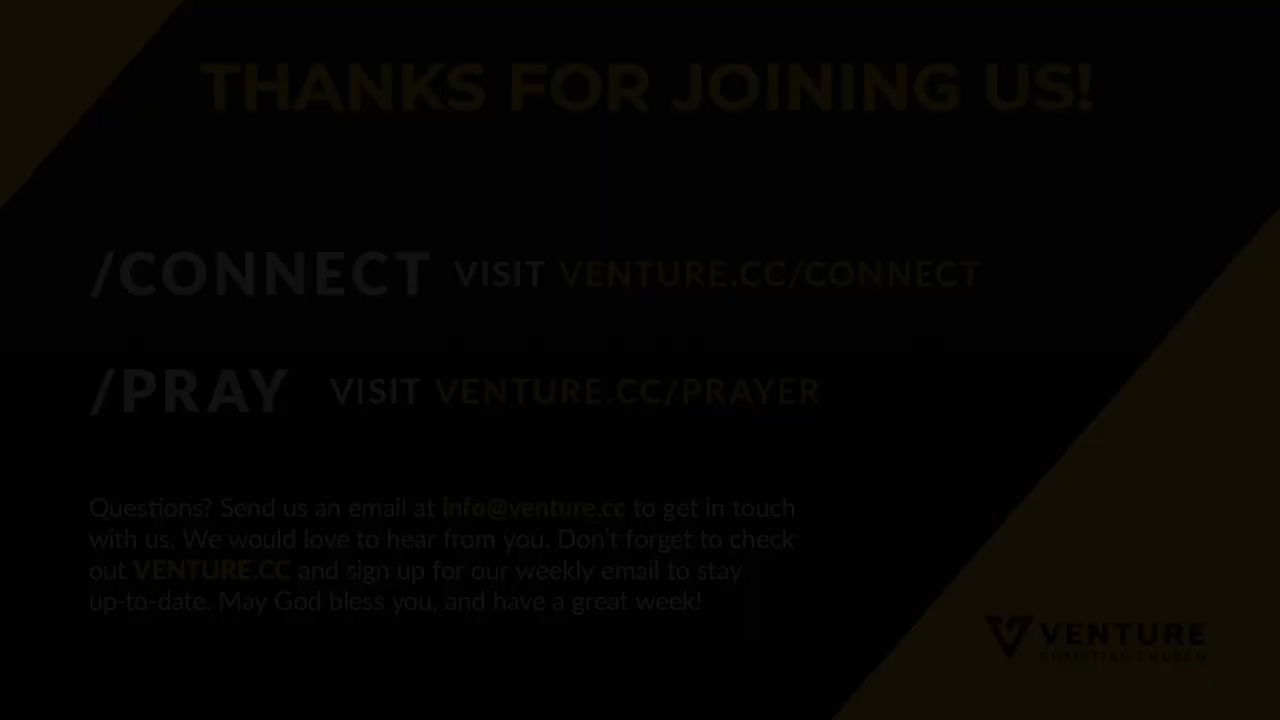 THANKS FOR JOINING US!
/CONNECT VISIT VENTURE.CC/CONNECT
/PRAY VISIT VENTURE.CC/PRAYER
Questions? Send us an email at info@venture.cc to get in touch
with us. We would love to hear from you. Don't forget to check
out VENTURE.CC and sign up for our weekly email to stay
up-to-date. May God bless you, and have a great week!
VENTURE
CHRISTIAN CHURCH